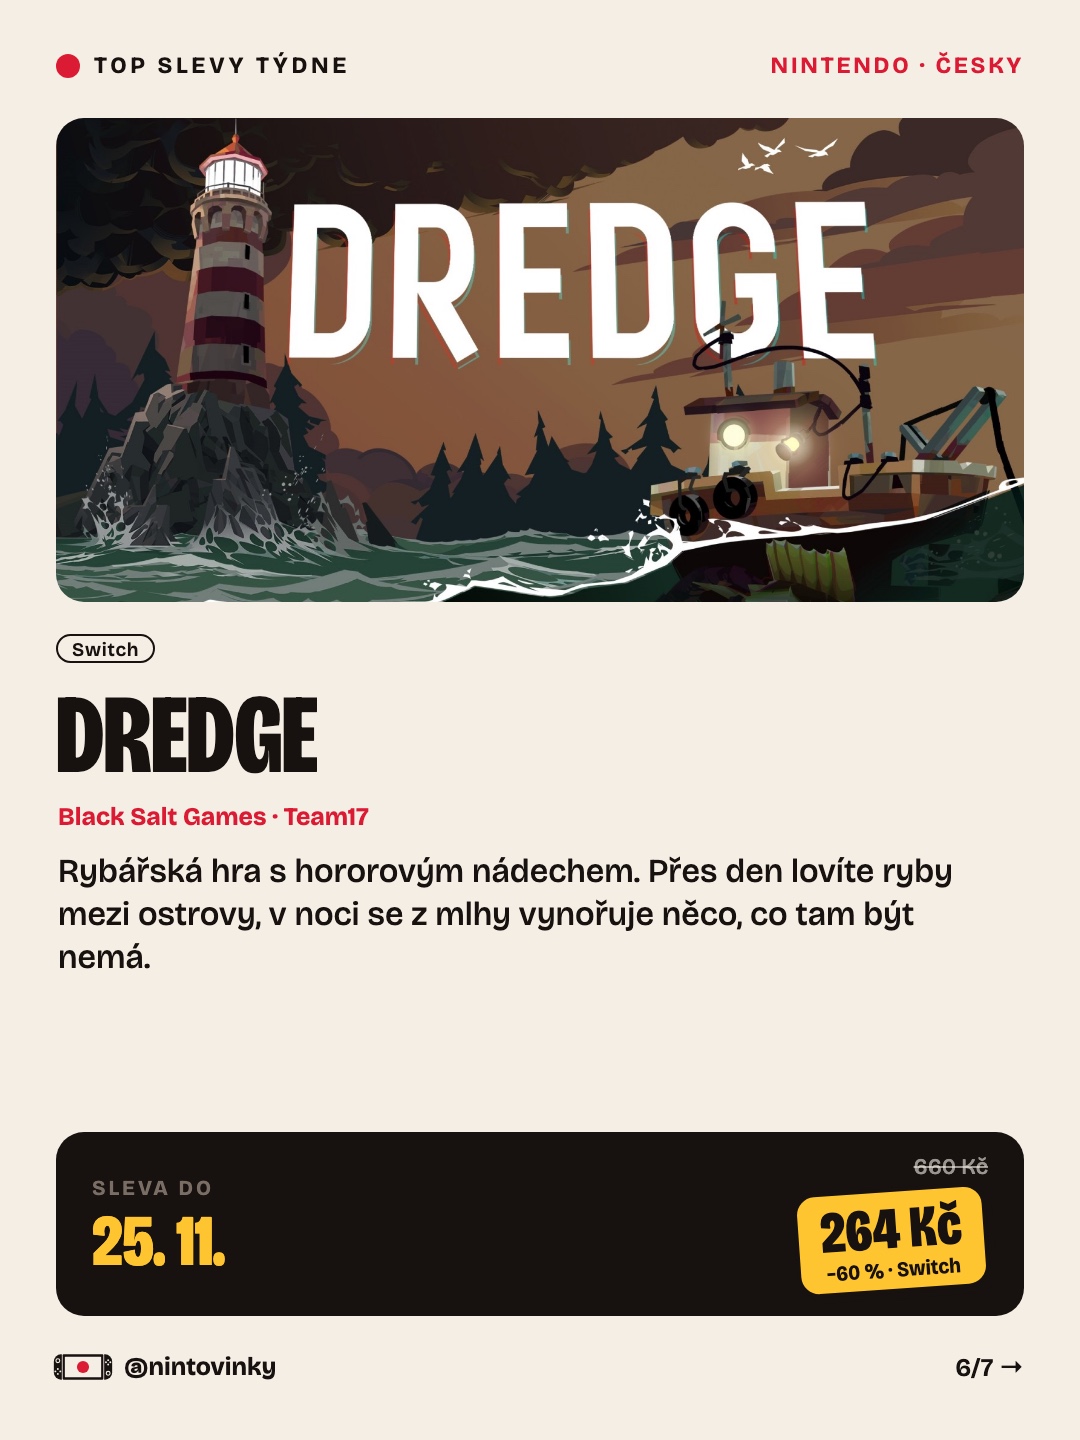 TOP SLEVY TÝDNE
NINTENDO · ČESKY
DREDGE
Switch
DREDGE
Black Salt Games · Team17
Rybářská hra s hororovým nádechem. Přes den lovíte ryby
mezi ostrovy, v noci se z mlhy vynořuje něco, co tam být
nemá.
SLEVA DO
25. 11.
660 Kč
264 Kč
-60 % · Switch
@nintovinky
6/7 →